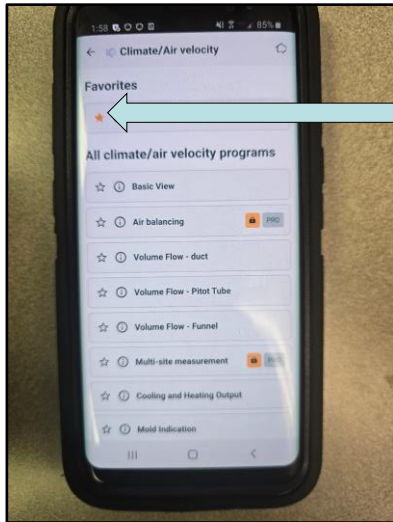 1:58 85%
Climate/Air velocity
Favorites
All climate/air velocity programs
Basic View
Air balancing PRO
Volume Flow - duct
Volume Flow - Pitot Tube
Volume Flow - Funnel
Multi-site measurement PRO
Cooling and Heating Output
Mold Indication